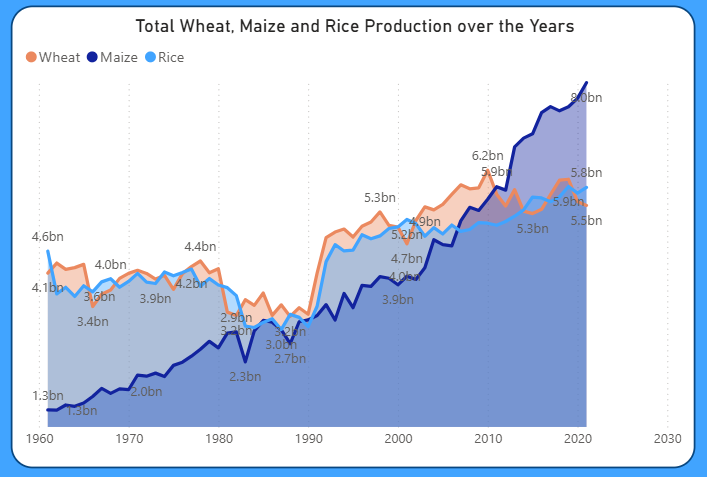 Total Wheat, Maize and Rice Production over the Years
Wheat Maize Rice
8.0bn
6.2bn
5.9bn
5.8bn
5.3bn
5.9bn
4.9bn
5.5bn
5.3bn
5.2bn
4.6bn
4.4bn
4.7bn
4.0bn
4.0bn
4.1bn
4.2bn
3.6bn
3.9bn
3.9bn
3.4bn
2.9bn
3.2bn
3.2bn
3.0bn
2.7bn
2.3bn
2.0bn
1.3bn
1.3bn
1960 1970 1980 1990 2000 2010 2020 2030